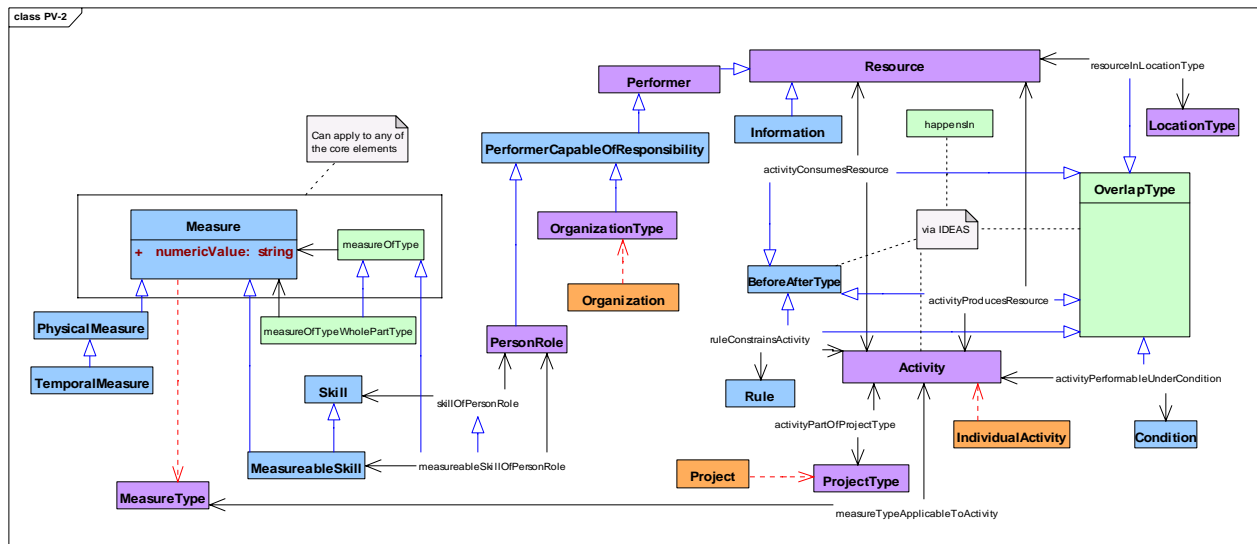 class PV-2
Resource
resourceInLocationType
Performer
LocationType
Information
happensIn
Can apply to any of
the core elements
PerformerCapableOfResponsibility
activityConsumesResource
OverlapType
Measure
+ numericValue: string
measureOfType
OrganizationType
via IDEAS
BeforeAfterType
Organization
activityProducesResource
PhysicalMeasure
measureOfTypeWholePartType
PersonRole
ruleConstrainsActivity
TemporalMeasure
Activity
activityPerformableUnderCondition
Skill
Rule
skillOfPersonRole
activityPartOfProjectType
IndividualActivity
Condition
MeasureableSkill
measureableSkillOfPersonRole
Project
ProjectType
MeasureType
measureTypeApplicableToActivity